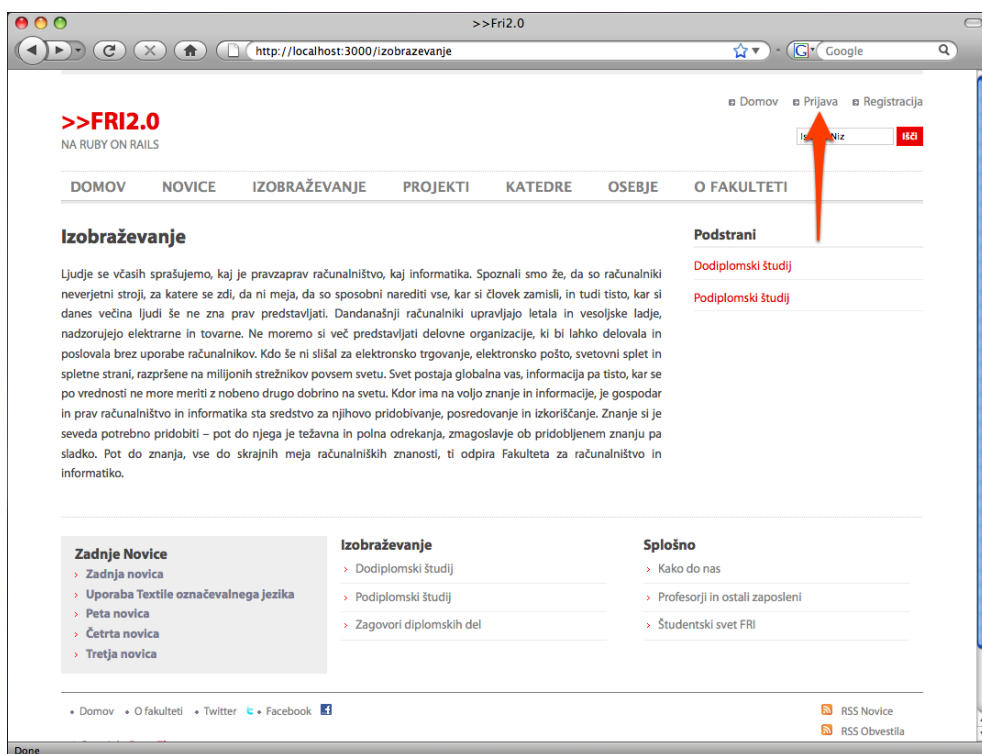 >>Fri2.0
http://localhost:3000/izobrazevanje
Google
Domov Prijava Registracija
>>FRI2.0
NA RUBY ON RAILS
Niz
Išči
DOMOV NOVICE IZOBRAŽEVANJE PROJEKTI KATEDRE OSEBJE O FAKULTETI
Izobraževanje
Ljudje se včasih sprašujemo, kaj je pravzaprav računalništvo, kaj informatika. Spoznali smo že, da so računalniki
neverjetni stroji, za katere se zdi, da ni meja, da so sposobni narediti vse, kar si človek zamisli, in tudi tisto, kar si
danes večina ljudi še ne zna prav predstavljati. Dandanašnji računalniki upravljajo letala in vesoljske ladje,
nadzorujejo elektrarne in tovarne. Ne moremo si več predstavljati delovne organizacije, ki bi lahko delovala in
poslovala brez uporabe računalnikov. Kdo še ni slišal za elektronsko trgovanje, elektronsko pošto, svetovni splet in
spletne strani, razpršene na milijonih strežnikov povsem svetu. Svet postaja globalna vas, informacija pa tisto, kar se
po vrednosti ne more meriti z nobeno drugo dobrino na svetu. Kdor ima na voljo znanje in informacije, je gospodar
in prav računalništvo in informatika sta sredstvo za njihovo pridobivanje, posredovanje in izkoriščanje. Znanje si je
seveda potrebno pridobiti – pot do njega je težavna in polna odrekanja, zmagoslavje ob pridobljenem znanju pa
sladko. Pot do znanja, vse do skrajnih meja računalniških znanosti, ti odpira Fakulteta za računalništvo in
informatiko.
Podstrani
Dodiplomski študij
Podiplomski študij
Zadnje Novice
Zadnja novica
Uporaba Textile označevalnega jezika
Peta novica
Četrta novica
Tretja novica
Izobraževanje
Dodiplomski študij
Podiplomski študij
Zagovori diplomskih del
Splošno
Kako do nas
Profesorji in ostali zaposleni
Študentski svet FRI
Domov O fakulteti Twitter Facebook
RSS Novice
RSS Obvestila
Done